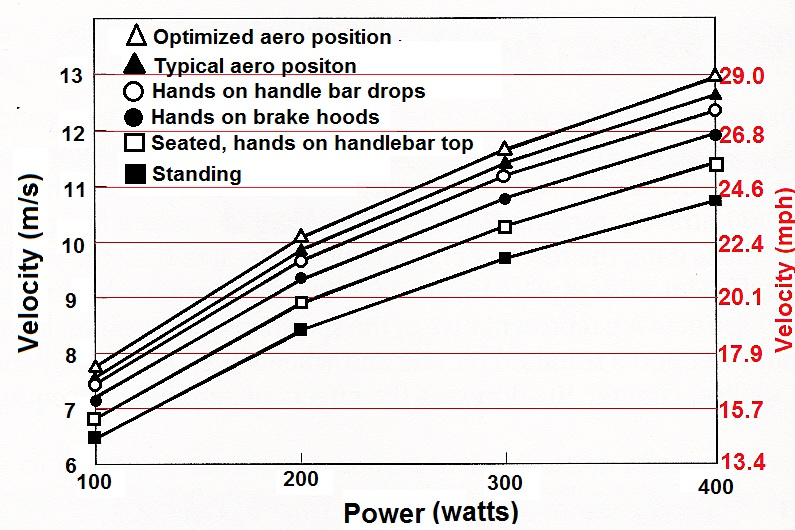 Optimized aero position
Typical aero positon
Hands on handle bar drops
Hands on brake hoods
Seated, hands on handlebar top
Standing
13
12
11
10
9
8
7
6
29.0
26.8
24.6
22.4
20.1
17.9
15.7
13.4
Velocity (m/s)
Velocity (mph)
100 200 300 400
Power (watts)